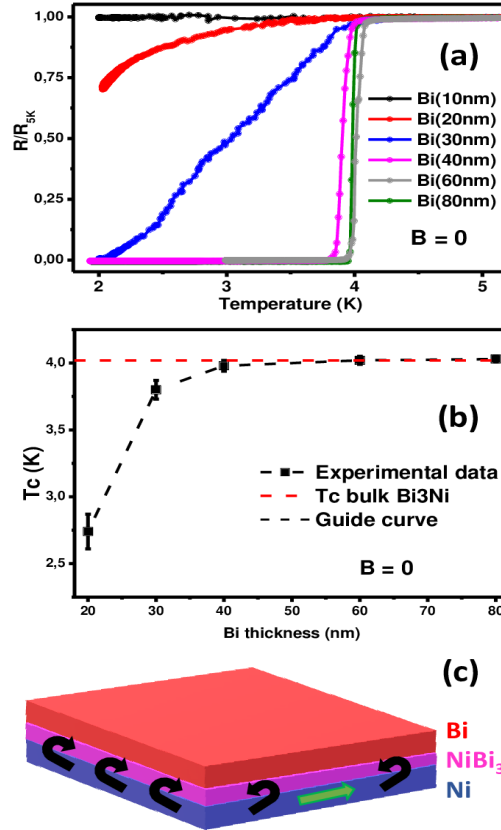 (a)
1,00
0,75
0,50
0,25
0,00
R/R5K
Bi(10nm)
Bi(20nm)
Bi(30nm)
Bi(40nm)
Bi(60nm)
Bi(80nm)
B = 0
2 3 4 5
Temperature (K)
(b)
4,0
3,5
3,0
2,5
Tc (K)
Experimental data
Tc bulk Bi3Ni
Guide curve
B = 0
20 30 40 50 60 70 80
Bi thickness (nm)
(c)
Bi
NiBi3
Ni